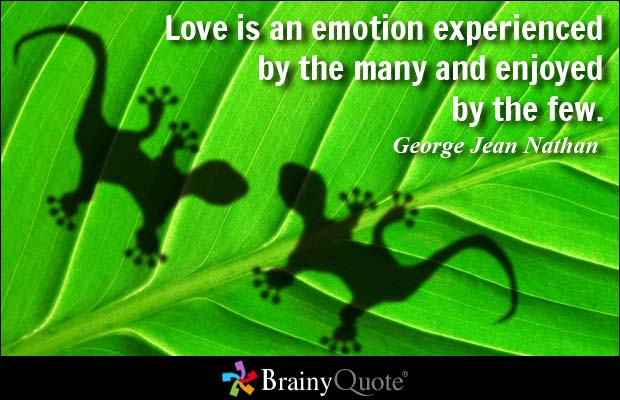 Love is an emotion experienced
by the many and enjoyed
by the few.
George Jean Nathan
BrainyQuote®